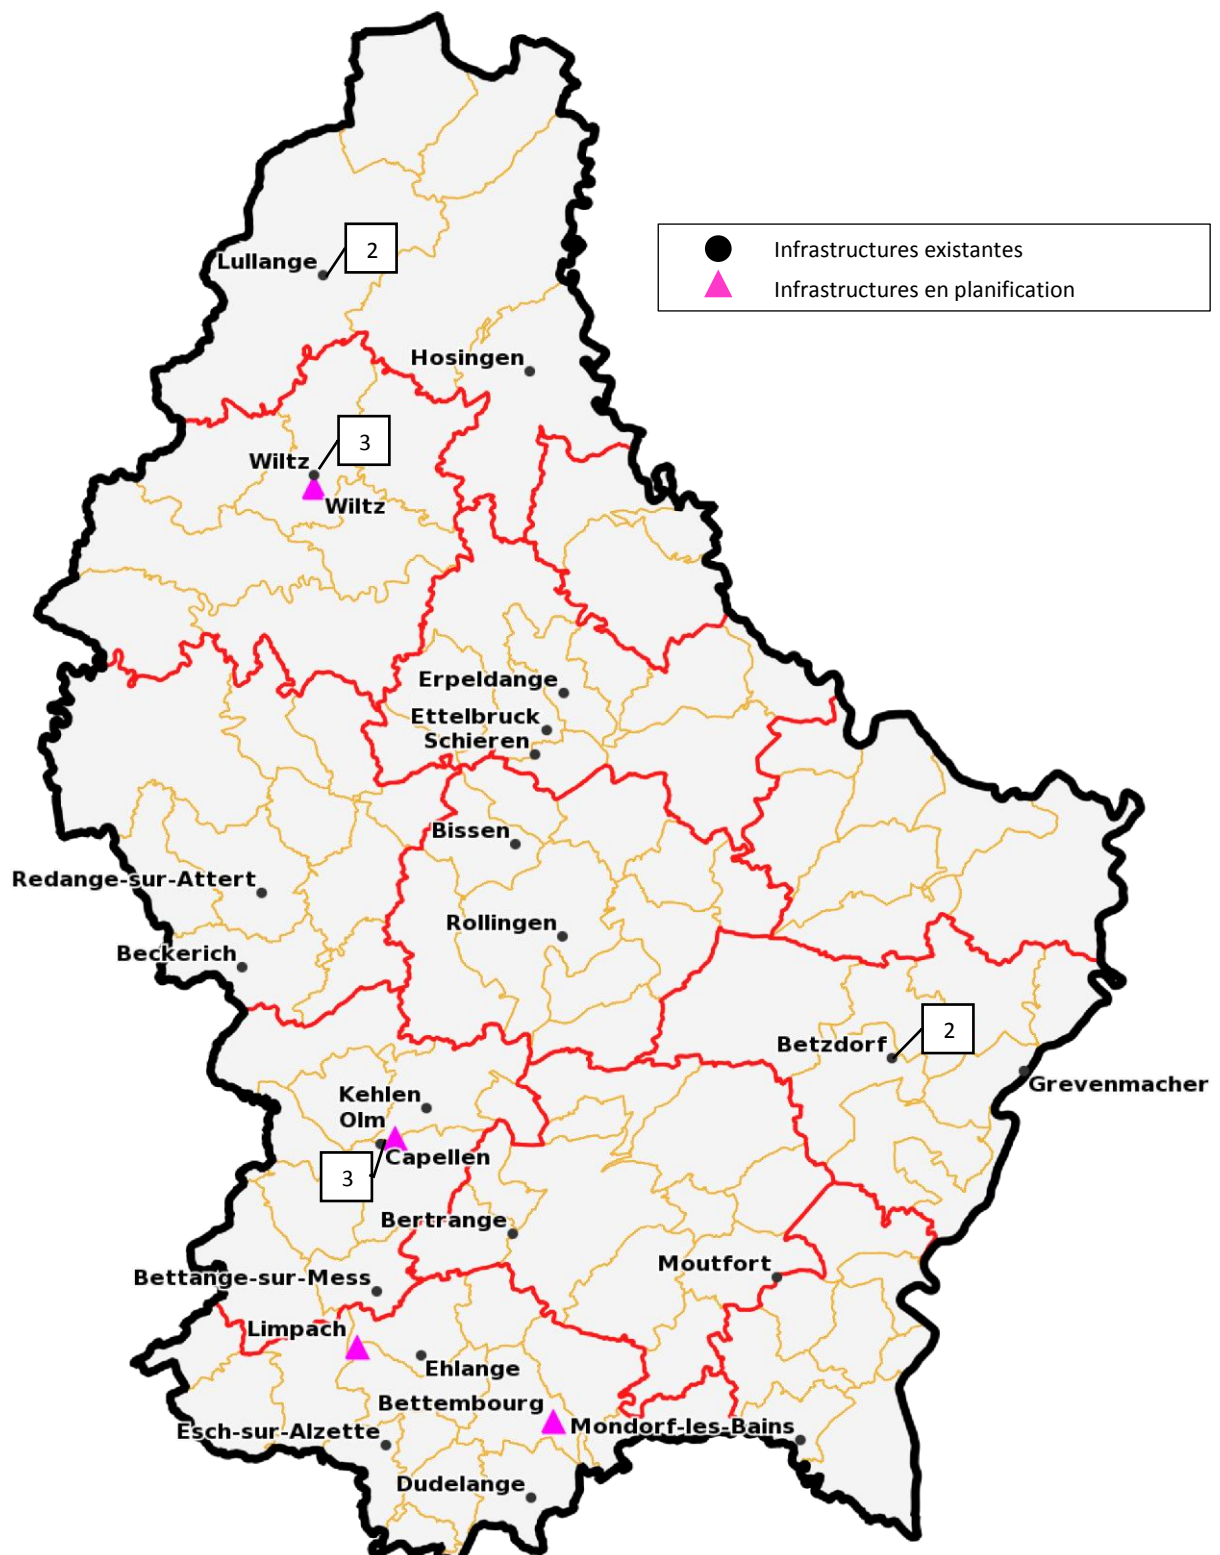 2
Lullange
Infrastructures existantes
Infrastructures en planification
Hosingen
3
Wiltz
Wiltz
Erpeldange
Ettelbruck
Schieren
Bissen
Redange-sur-Attert
Rollingen
Beckerich
2
Betzdorf
Grevenmacher
Kehlen
Olm
Capellen
3
Bertrange
Moutfort
Bettange-sur-Mess
Limpach
Ehlange
Bettembourg
Mondorf-les-Bains
Esch-sur-Alzette
Dudelange